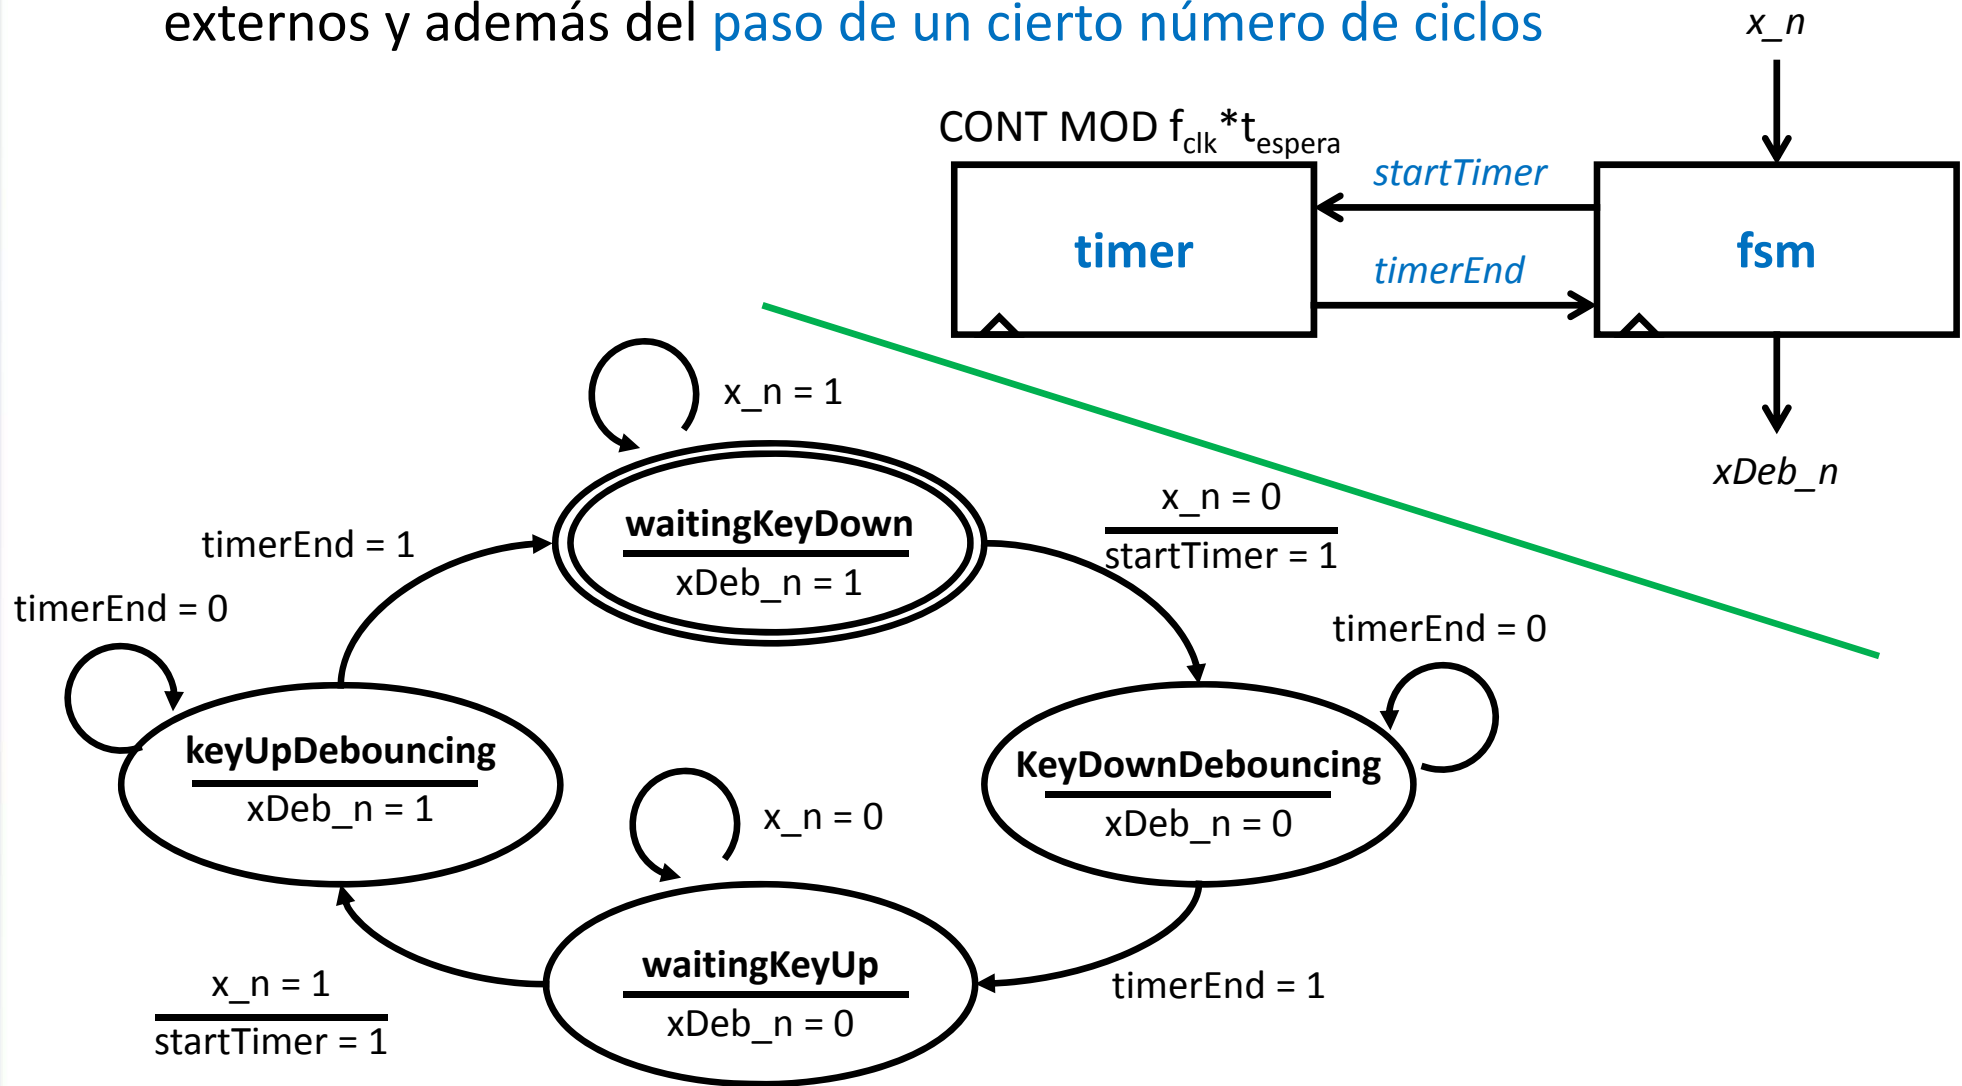 externos y además del paso de un cierto número de ciclos
x_n
CONT MOD fclk*tespera
startTimer
timer
fsm
timerEnd
xDeb_n
x_n = 1
x_n = 0
startTimer = 1
waitingKeyDown
xDeb_n = 1
timerEnd = 1
timerEnd = 0
timerEnd = 0
keyUpDebouncing
xDeb_n = 1
KeyDownDebouncing
xDeb_n = 0
x_n = 0
waitingKeyUp
xDeb_n = 0
x_n = 1
startTimer = 1
timerEnd = 1